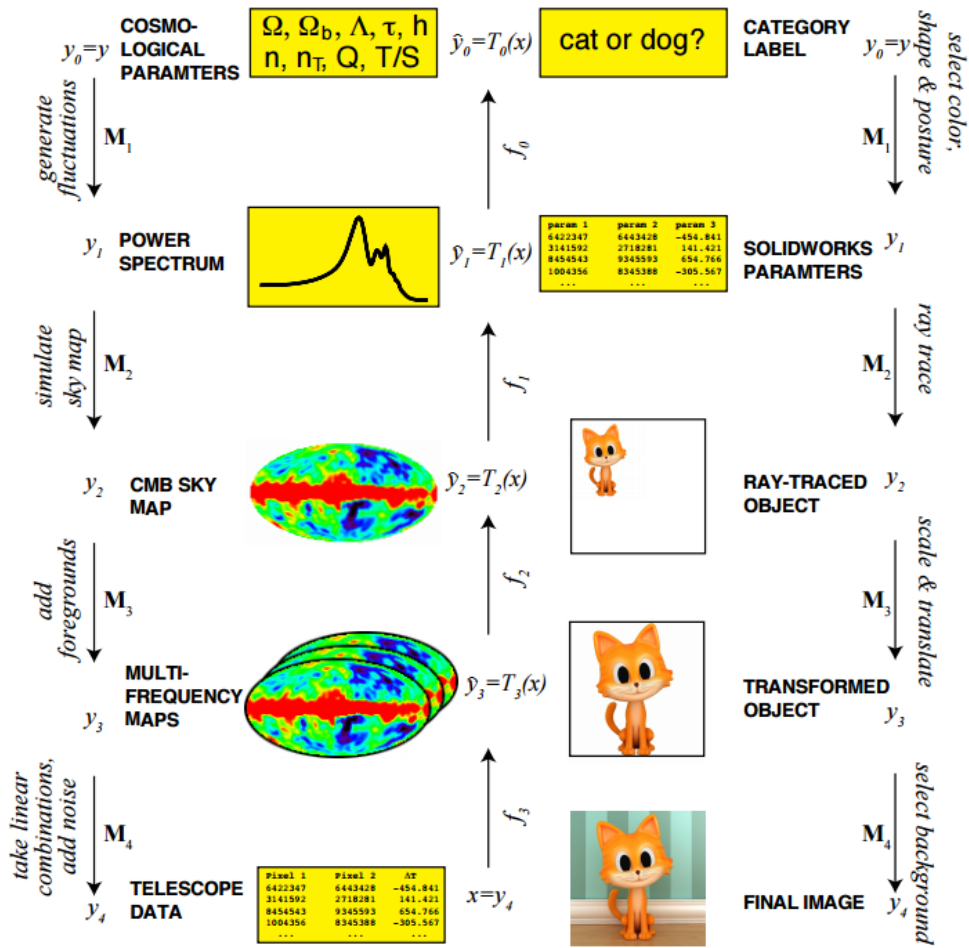 y₀=y
COSMO-
LOGICAL
PARAMTERS
Ω, Ω_b, Λ, τ, h
n, n_T, Q, T/S
ŷ₀=T₀(x)
cat or dog?
CATEGORY
LABEL
y₀=y
generate
fluctuations
M₁
f₀
M₁
select color,
shape & posture
y₁
POWER
SPECTRUM
ŷ₁=T₁(x)
param 1 param 2 param 3
6422347 6443428 -454.841
3141592 2718281 141.421
8454543 9345593 654.766
1004356 8345388 -305.567
... ... ...
SOLIDWORKS
PARAMTERS
y₁
simulate
sky map
M₂
f₁
M₂
ray trace
y₂
CMB SKY
MAP
ŷ₂=T₂(x)
RAY-TRACED
OBJECT
y₂
add
foregrounds
M₃
f₂
M₃
scale & translate
y₃
MULTI-
FREQUENCY
MAPS
ŷ₃=T₃(x)
TRANSFORMED
OBJECT
y₃
take linear
combinations,
add noise
M₄
f₃
M₄
select background
y₄
TELESCOPE
DATA
Pixel 1 Pixel 2 ΔT
6422347 6443428 -454.841
3141592 2718281 141.421
8454543 9345593 654.766
1004356 8345388 -305.567
... ... ...
x=y₄
FINAL IMAGE
y₄